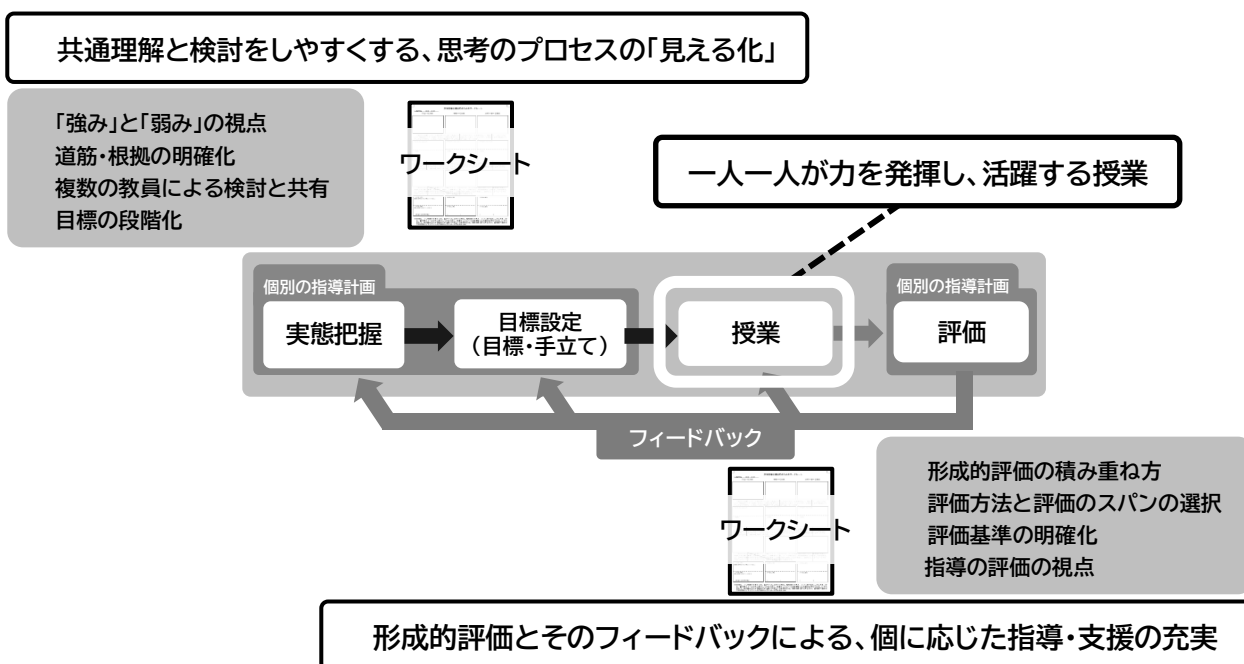 共通理解と検討をしやすくする、思考のプロセスの「見える化」
「強み」と「弱み」の視点
道筋・根拠の明確化
複数の教員による検討と共有
目標の段階化
ワークシート
一人一人が力を発揮し、活躍する授業
個別の指導計画
実態把握
目標設定
(目標・手立て)
授業
個別の指導計画
評価
フィードバック
ワークシート
形成的評価の積み重ね方
評価方法と評価のスパンの選択
評価基準の明確化
指導の評価の視点
形成的評価とそのフィードバックによる、個に応じた指導・支援の充実